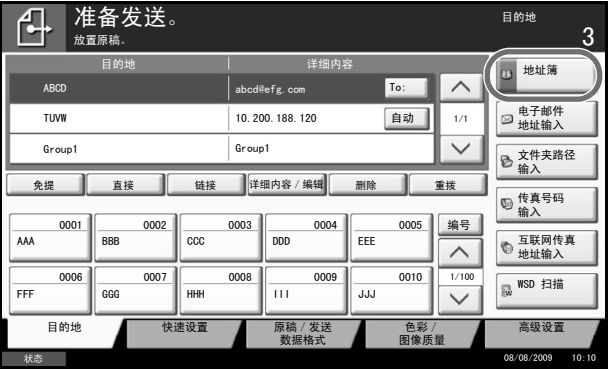 准备发送。
放置原稿.
目的地
3
目的地 详细内容
ABCD abcd@efg.com To:
TUVW 10.200.188.120 自动 1/1
Group1 Group1
免提 直接 链接 详细内容 / 编辑 删除 重拨
0001 0002 0003 0004 0005 编号
AAA BBB CCC DDD EEE
0006 0007 0008 0009 0010 1/100
FFF GGG HHH III JJJ
地址簿
电子邮件
地址输入
文件夹路径
输入
传真号码
输入
互联网传真
地址输入
WSD 扫描
目的地 快速设置 原稿 / 发送
数据格式 色彩 /
图像质量 高级设置
状态 08/08/2009 10:10